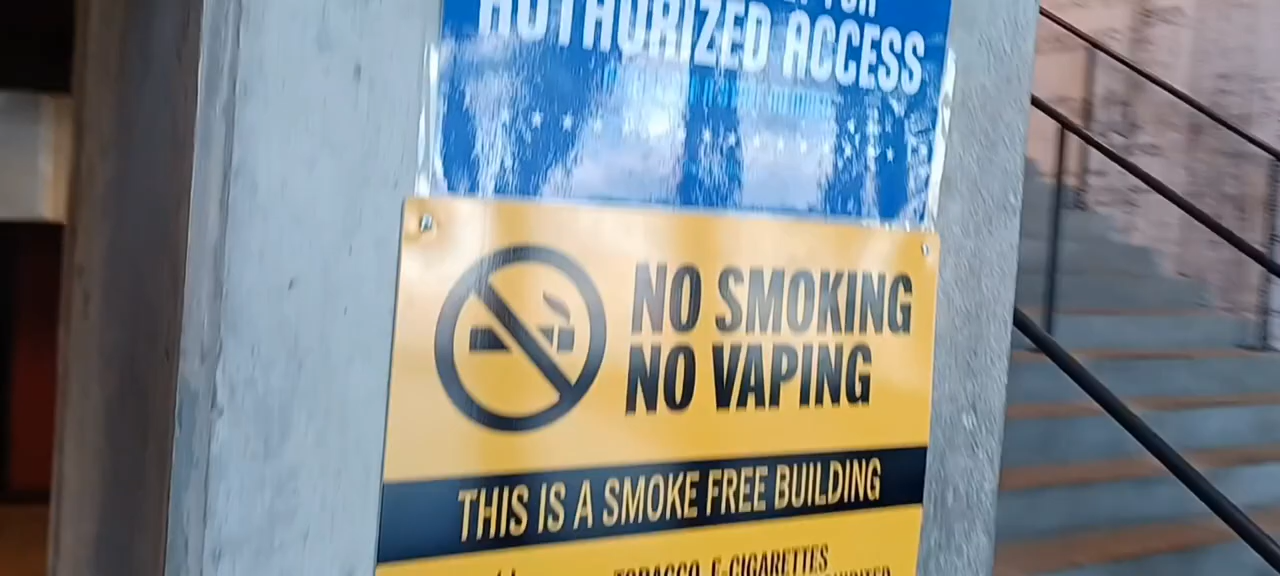 AUTHORIZED ACCESS
NO SMOKING
NO VAPING
THIS IS A SMOKE FREE BUILDING
TOBACCO, E-CIGARETTES